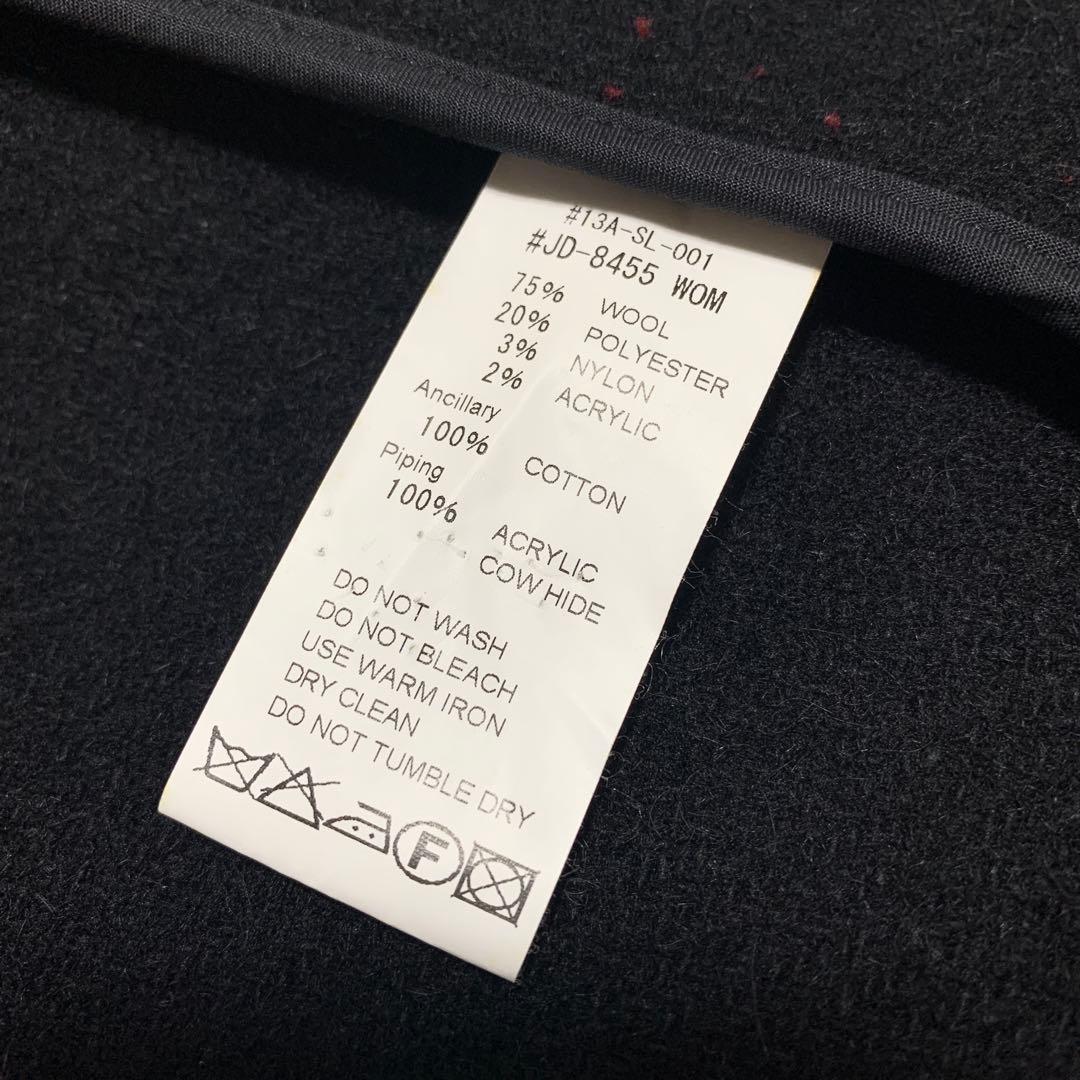 #13A-SL-001
#JD-8455 WOM
75% WOOL
20% POLYESTER
3% NYLON
2% ACRYLIC
Ancillary
100% COTTON
Piping
100% ACRYLIC
COW HIDE
DO NOT WASH
DO NOT BLEACH
USE WARM IRON
DRY CLEAN
DO NOT TUMBLE DRY
F